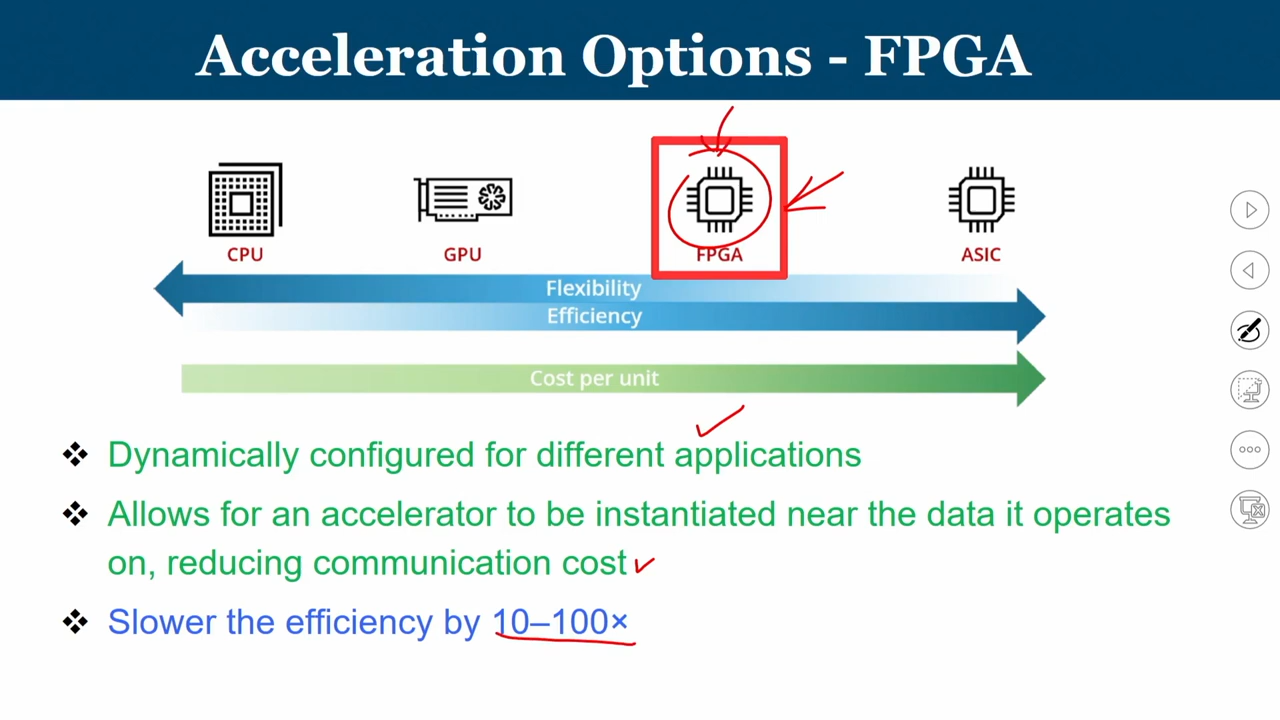 Acceleration Options - FPGA
CPU
GPU
FPGA
ASIC
Flexibility
Efficiency
Cost per unit
❖ Dynamically configured for different applications
❖ Allows for an accelerator to be instantiated near the data it operates
on, reducing communication cost
❖ Slower the efficiency by 10–100×